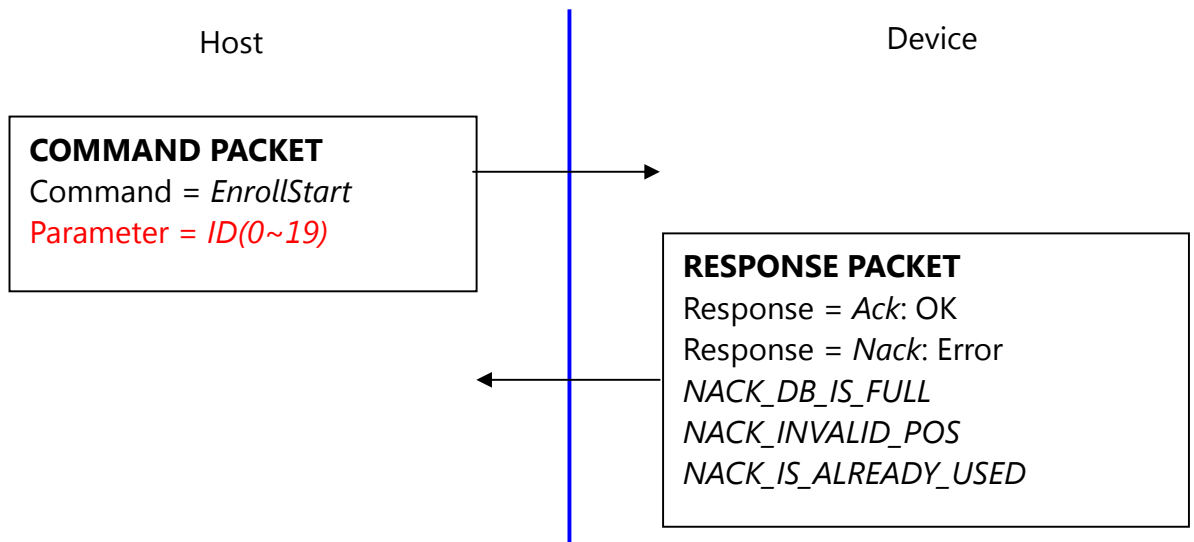 Host
Device
COMMAND PACKET
Command = EnrollStart
Parameter = ID(0~19)
RESPONSE PACKET
Response = Ack: OK
Response = Nack: Error
NACK_DB_IS_FULL
NACK_INVALID_POS
NACK_IS_ALREADY_USED